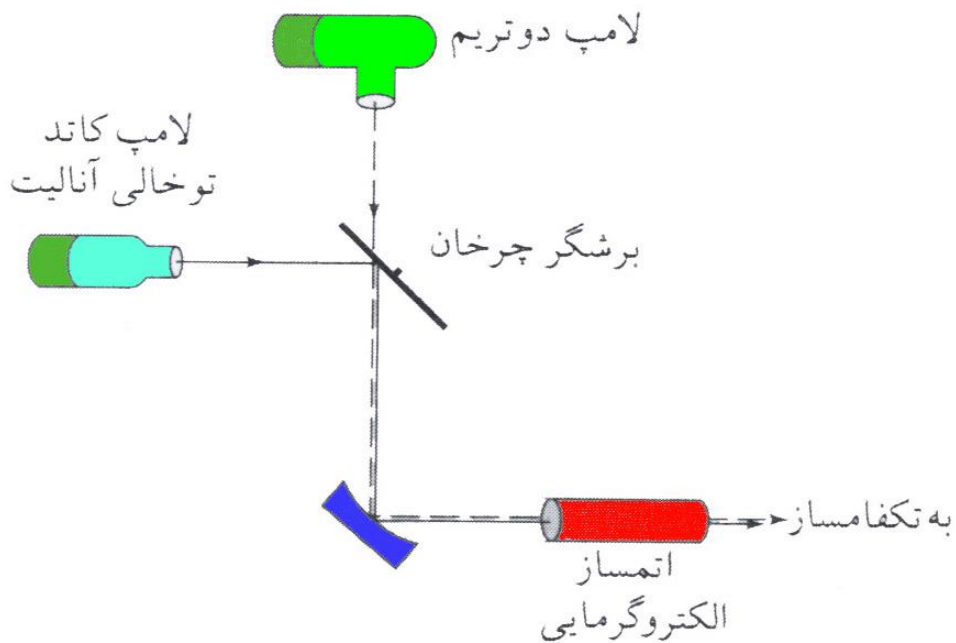 لامپ دوتریم
لامپ کاتد
توخالی آنالیت
برشگر چرخان
به تکفامساز
اتمساز
الکتروگرمایی